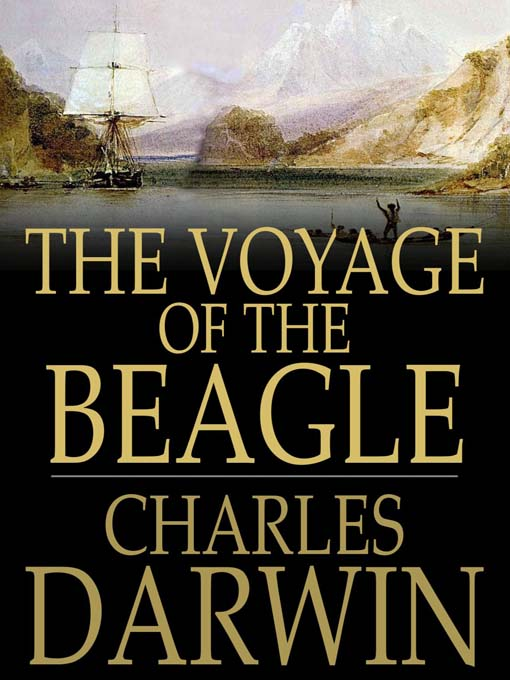 THE VOYAGE
OF THE
BEAGLE
CHARLES
DARWIN